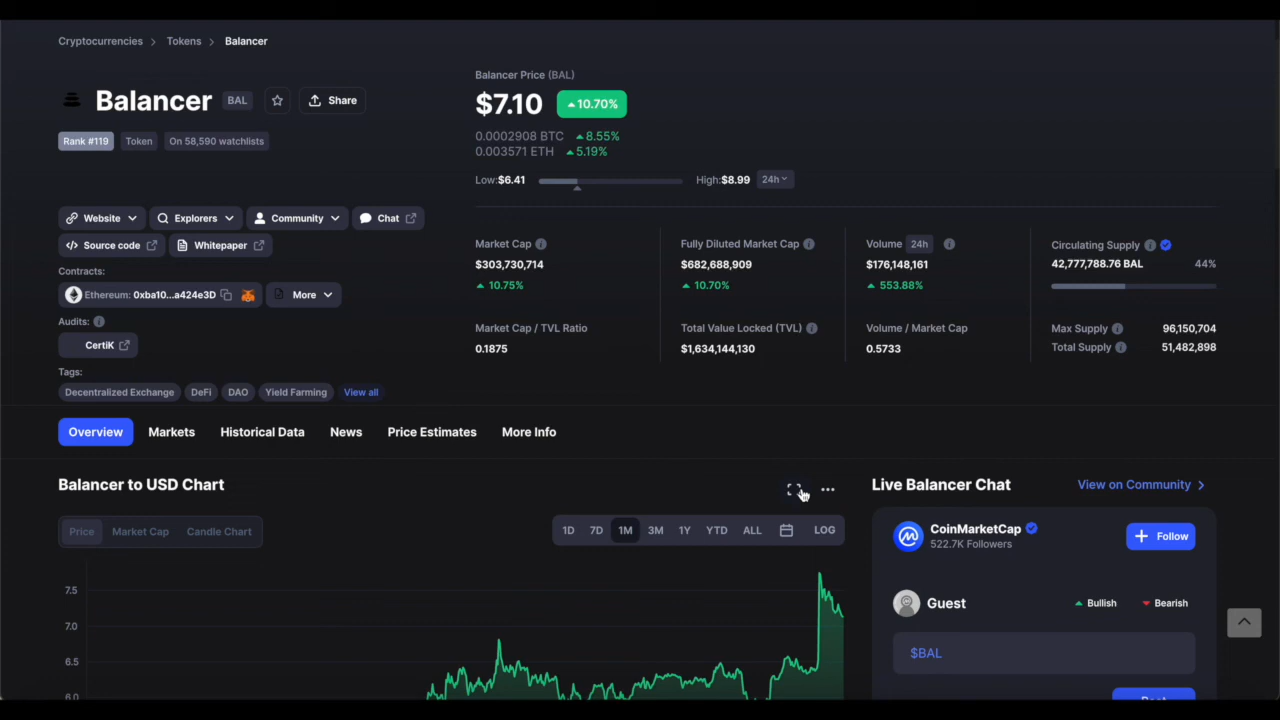 Cryptocurrencies > Tokens > Balancer
Balancer BAL Share
Rank #119 Token On 58,590 watchlists
Website Explorers Community Chat
Source code Whitepaper
Contracts:
Ethereum: 0xba10...a424e3D More
Audits:
CertiK
Tags:
Decentralized Exchange DeFi DAO Yield Farming View all
Balancer Price (BAL)
$7.10 10.70%
0.0002908 BTC 8.55%
0.003571 ETH 5.19%
Low:$6.41 High:$8.99 24h
Market Cap
$303,730,714
10.75%
Market Cap / TVL Ratio
0.1875
Fully Diluted Market Cap
$682,688,909
10.70%
Total Value Locked (TVL)
$1,634,144,130
Volume 24h
$176,148,161
553.88%
Volume / Market Cap
0.5733
Circulating Supply
42,777,788.76 BAL 44%
Max Supply 96,150,704
Total Supply 51,482,898
Overview Markets Historical Data News Price Estimates More Info
Balancer to USD Chart
Price Market Cap Candle Chart
1D 7D 1M 3M 1Y YTD ALL LOG
7.5
7.0
6.5
6.0
Live Balancer Chat View on Community >
CoinMarketCap
522.7K Followers
+ Follow
Guest Bullish Bearish
$BAL